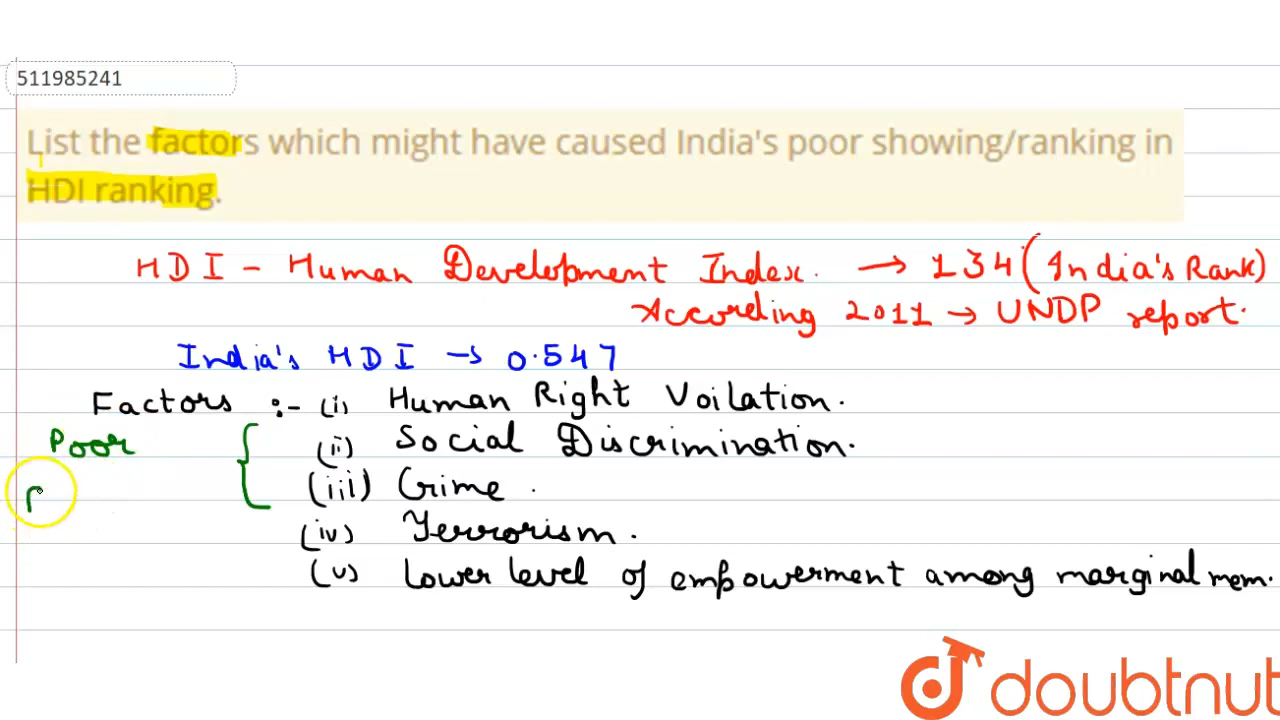 511985241
List the factors which might have caused India's poor showing/ranking in
HDI ranking.
HDI - Human Development Index. → 134 (India's Rank)
According 2011 → UNDP report.
India's HDI → 0.547
Factors :- (i) Human Right Voilation.
Poor (ii) Social Discrimination.
(iii) Crime.
(iv) Terrorism.
(v) Lower level of empowerment among marginal mem.
doubtnut